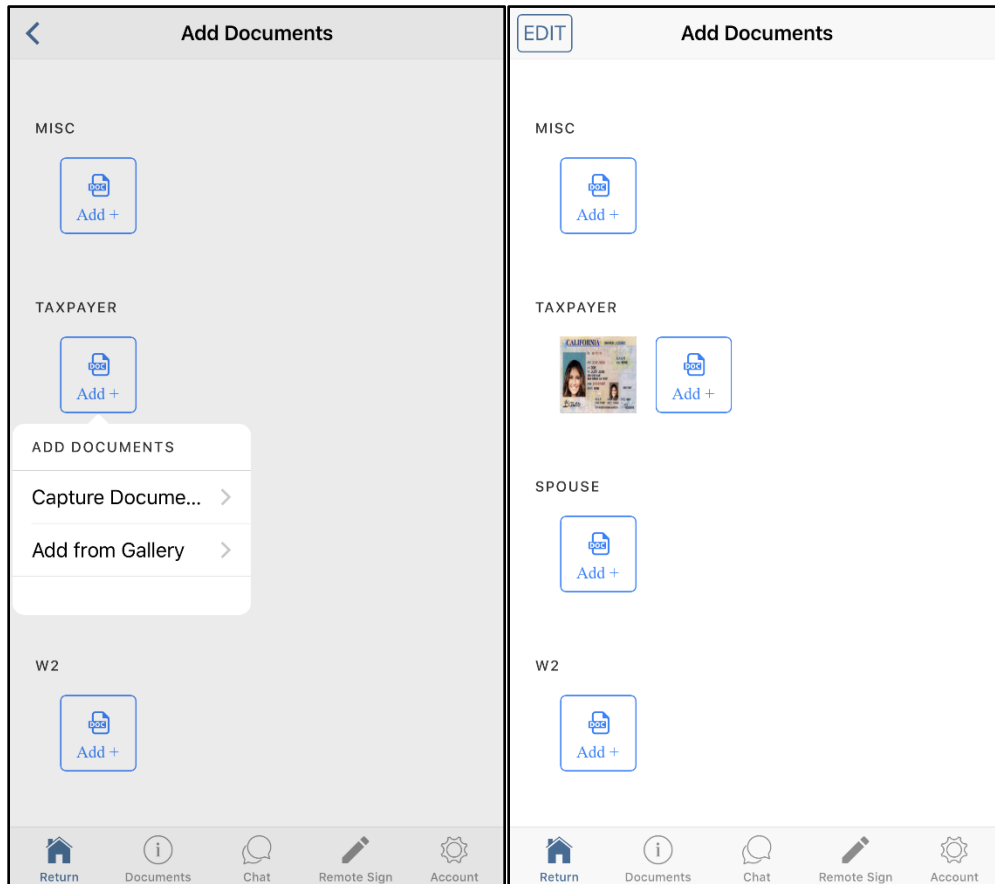 Add Documents
MISC
DOC
Add +
TAXPAYER
DOC
Add +
ADD DOCUMENTS
Capture Docume...
Add from Gallery
W2
DOC
Add +
Return Documents Chat Remote Sign Account
EDIT Add Documents
MISC
DOC
Add +
TAXPAYER
CALIFORNIA
DOC
Add +
SPOUSE
DOC
Add +
W2
DOC
Add +
Return Documents Chat Remote Sign Account